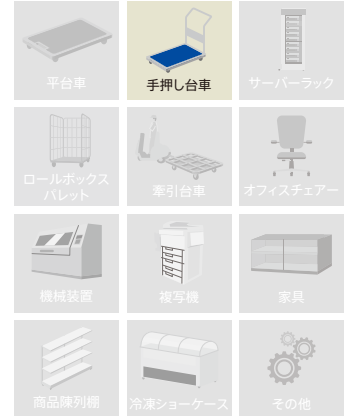 平台車
手押し台車
サーバーラック
ロールボックス
パレット
牽引台車
オフィスチェアー
機械装置
複写機
家具
商品陳列棚
冷凍ショーケース
その他